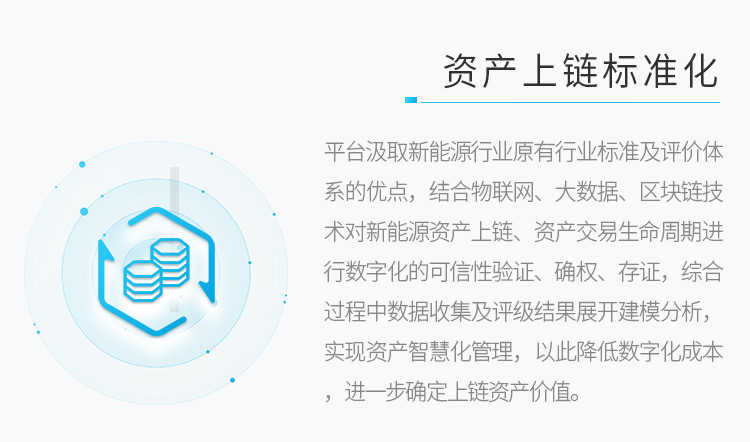 资产上链标准化
平台汲取新能源行业原有行业标准及评价体
系的优点，结合物联网、大数据、区块链技
术对新能源资产上链、资产交易生命周期进
行数字化的可信性验证、确权、存证，综合
过程中数据收集及评级结果展开建模分析，
实现资产智慧化管理，以此降低数字化成本
，进一步确定上链资产价值。